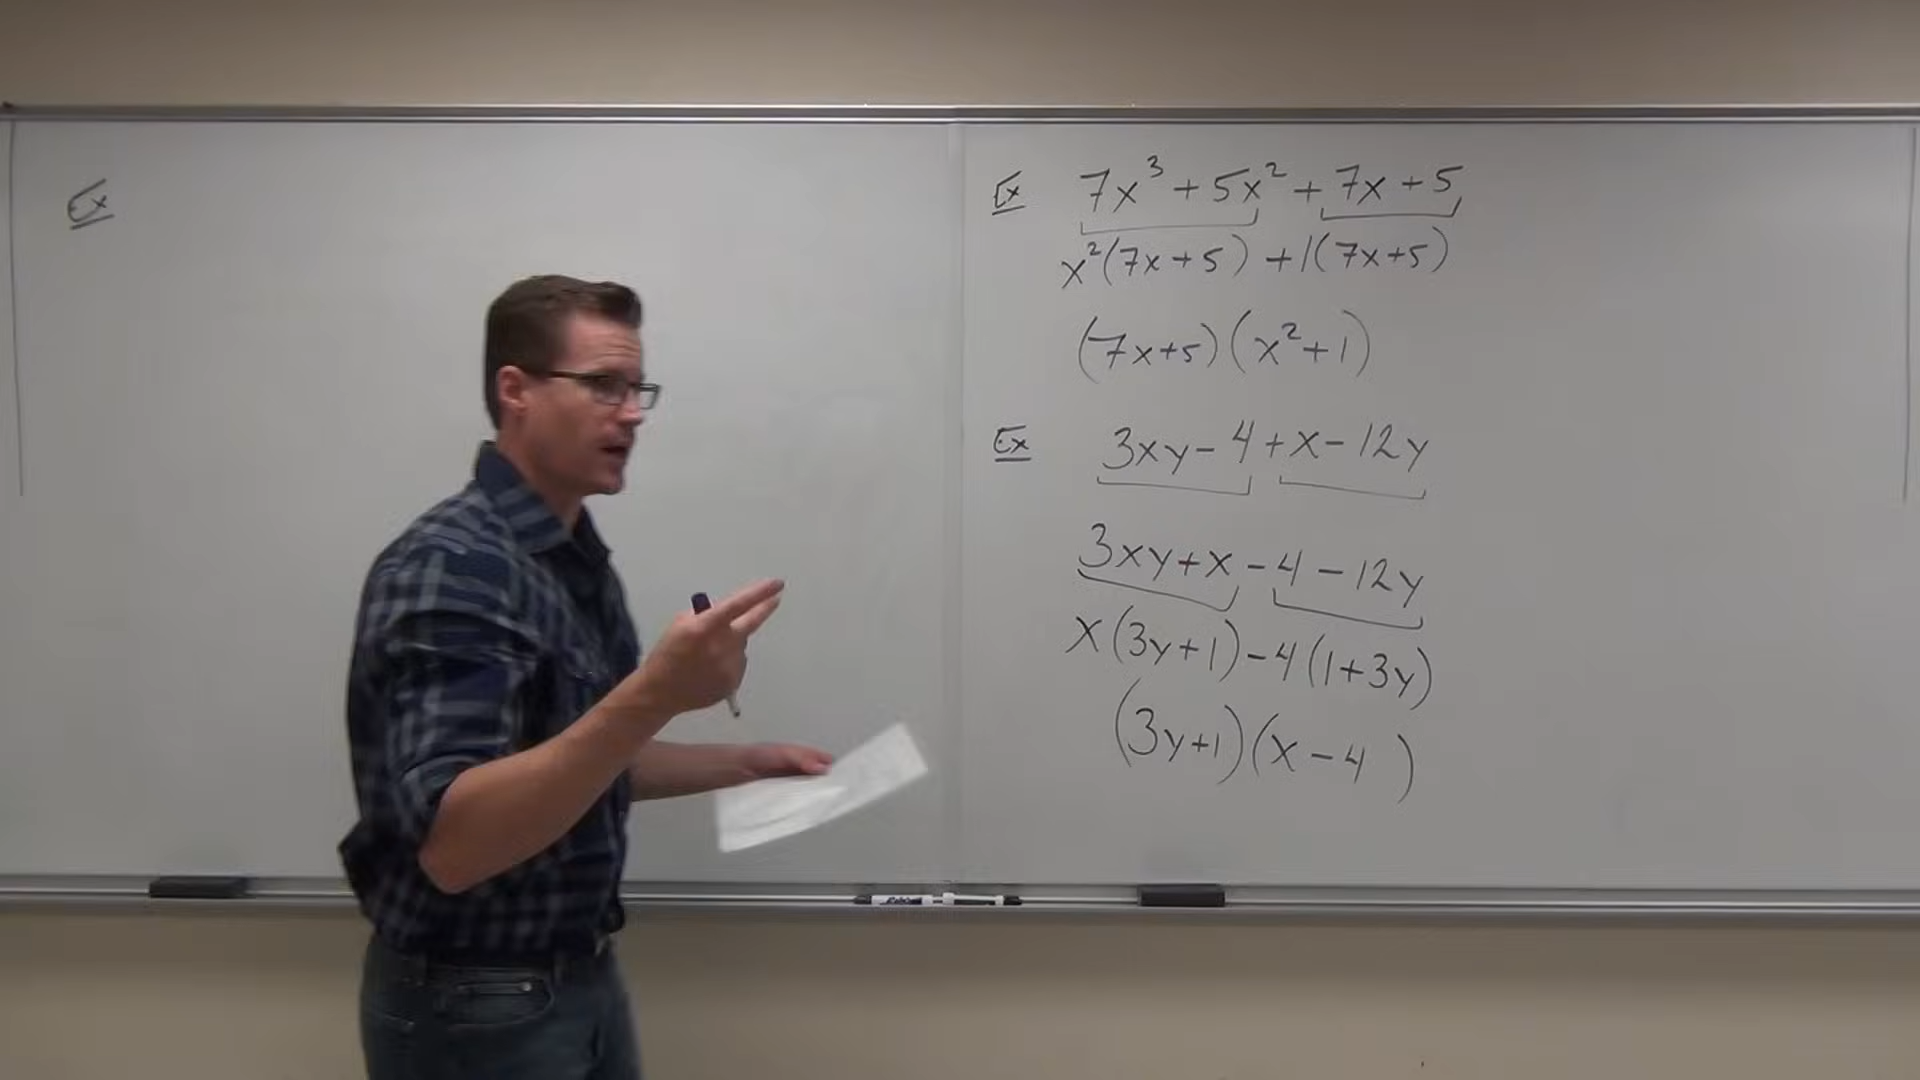 Ex
Ex 7x³ + 5x² + 7x + 5
x²(7x + 5) + 1(7x+5)
(7x+5)(x²+1)
Ex 3xy - 4 + x - 12y
3xy + x - 4 - 12y
x(3y+1) - 4(1+3y)
(3y+1)(x - 4 )